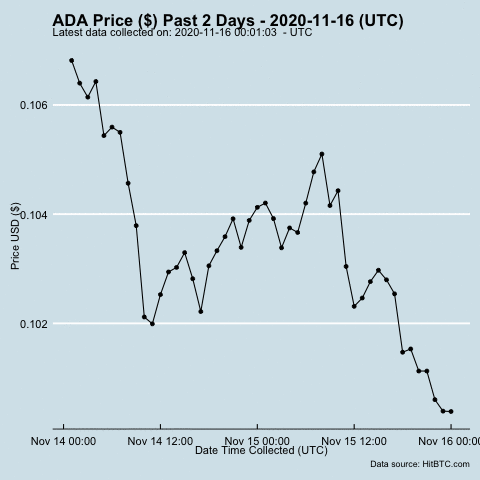 ADA Price ($) Past 2 Days - 2020-11-16 (UTC)
Latest data collected on: 2020-11-16 00:01:03  - UTC
0.106
0.104
0.102
Price USD ($)
Nov 14 00:00 Nov 14 12:00 Nov 15 00:00 Nov 15 12:00 Nov 16 00:00
Date Time Collected (UTC)
Data source: HitBTC.com